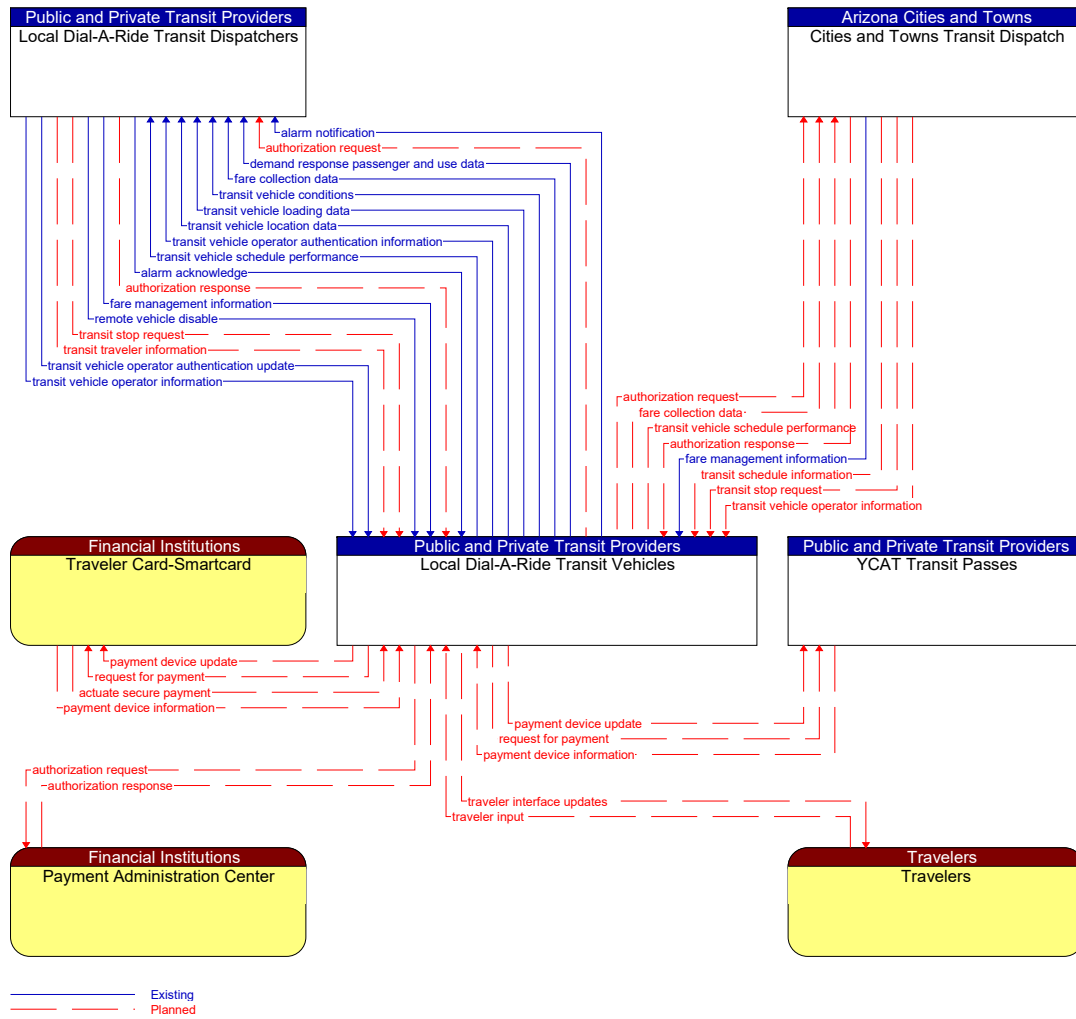 Public and Private Transit Providers
Local Dial-A-Ride Transit Dispatchers
Arizona Cities and Towns
Cities and Towns Transit Dispatch
alarm notification
authorization request
demand response passenger and use data
fare collection data
transit vehicle conditions
transit vehicle loading data
transit vehicle location data
transit vehicle operator authentication information
transit vehicle schedule performance
alarm acknowledge
authorization response
fare management information
remote vehicle disable
transit stop request
transit traveler information
transit vehicle operator authentication update
transit vehicle operator information
authorization request
fare collection data
transit vehicle schedule performance
authorization response
fare management information
transit schedule information
transit stop request
transit vehicle operator information
Financial Institutions
Traveler Card-Smartcard
Public and Private Transit Providers
Local Dial-A-Ride Transit Vehicles
Public and Private Transit Providers
YCAT Transit Passes
payment device update
request for payment
actuate secure payment
payment device information
payment device update
request for payment
payment device information
authorization request
authorization response
traveler interface updates
traveler input
Financial Institutions
Payment Administration Center
Travelers
Travelers
Existing
Planned